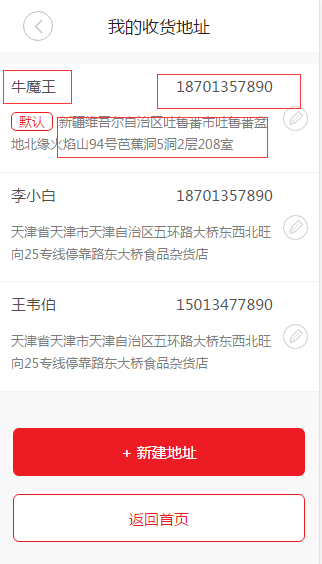 我的收货地址
牛魔王 18701357890
默认 新疆维吾尔自治区吐鲁番市吐鲁番盆
地北缘火焰山94号芭蕉洞5洞2层208室
李小白 18701357890
天津省天津市天津自治区五环路大桥东西北旺
向25专线停靠路东大桥食品杂货店
王韦伯 15013477890
天津省天津市天津自治区五环路大桥东西北旺
向25专线停靠路东大桥食品杂货店
+ 新建地址
返回首页